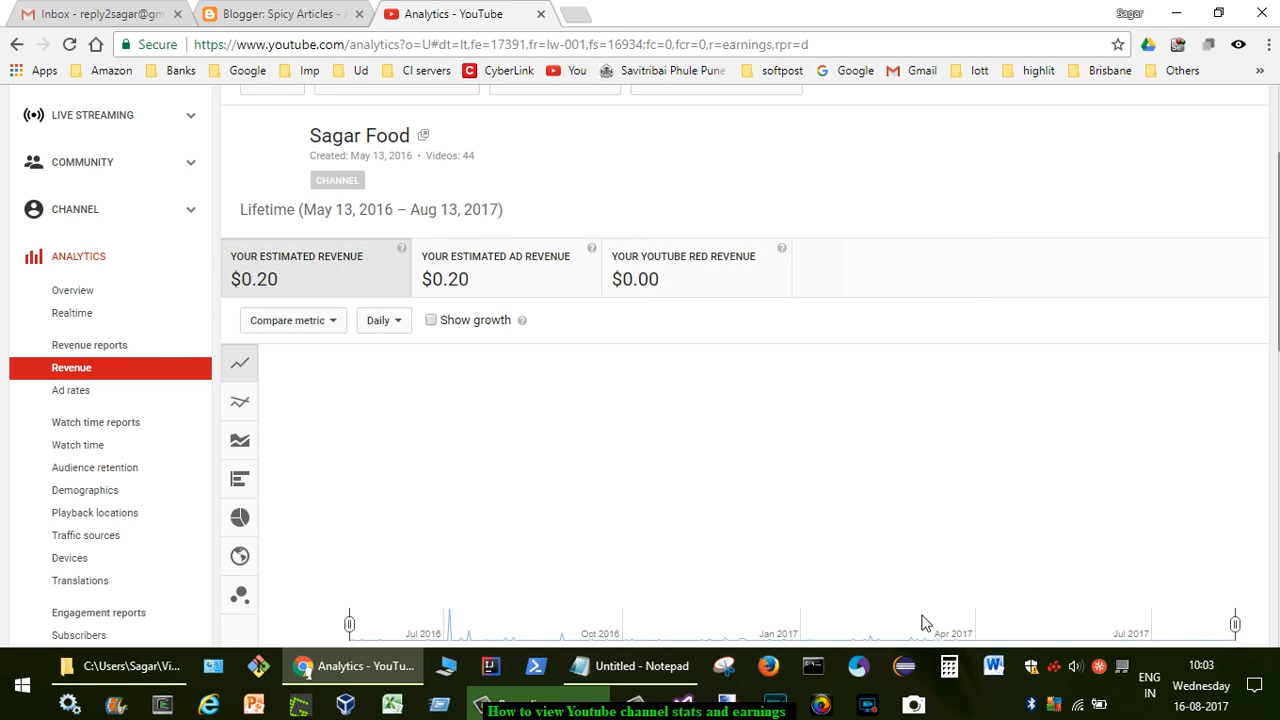 Inbox - reply2sagar@gm
Blogger: Spicy Articles -
Analytics - YouTube
Sagar
Secure
https://www.youtube.com/analytics?o=U#dt=lt,fe=17391,fr=lw-001,fs=16934;fc=0,fcr=0,r=earnings,rpr=d
Apps
Amazon
Banks
Google
Imp
Ud
CI servers
CyberLink
You
Savitribai Phule Pune
softpost
Google
Gmail
lott
highlit
Brisbane
Others
LIVE STREAMING
COMMUNITY
CHANNEL
ANALYTICS
Overview
Realtime
Revenue reports
Revenue
Ad rates
Watch time reports
Watch time
Audience retention
Demographics
Playback locations
Traffic sources
Devices
Translations
Engagement reports
Subscribers
Sagar Food
Created: May 13, 2016 • Videos: 44
CHANNEL
Lifetime (May 13, 2016 – Aug 13, 2017)
YOUR ESTIMATED REVENUE
$0.20
YOUR ESTIMATED AD REVENUE
$0.20
YOUR YOUTUBE RED REVENUE
$0.00
Compare metric
Daily
Show growth
Jul 2016
Oct 2016
Jan 2017
Apr 2017
Jul 2017
C:\Users\Sagar\Vi...
Analytics - YouTu...
Untitled - Notepad
ENG
IN
10:03
Wednesday
16-08-2017
How to view Youtube channel stats and earnings